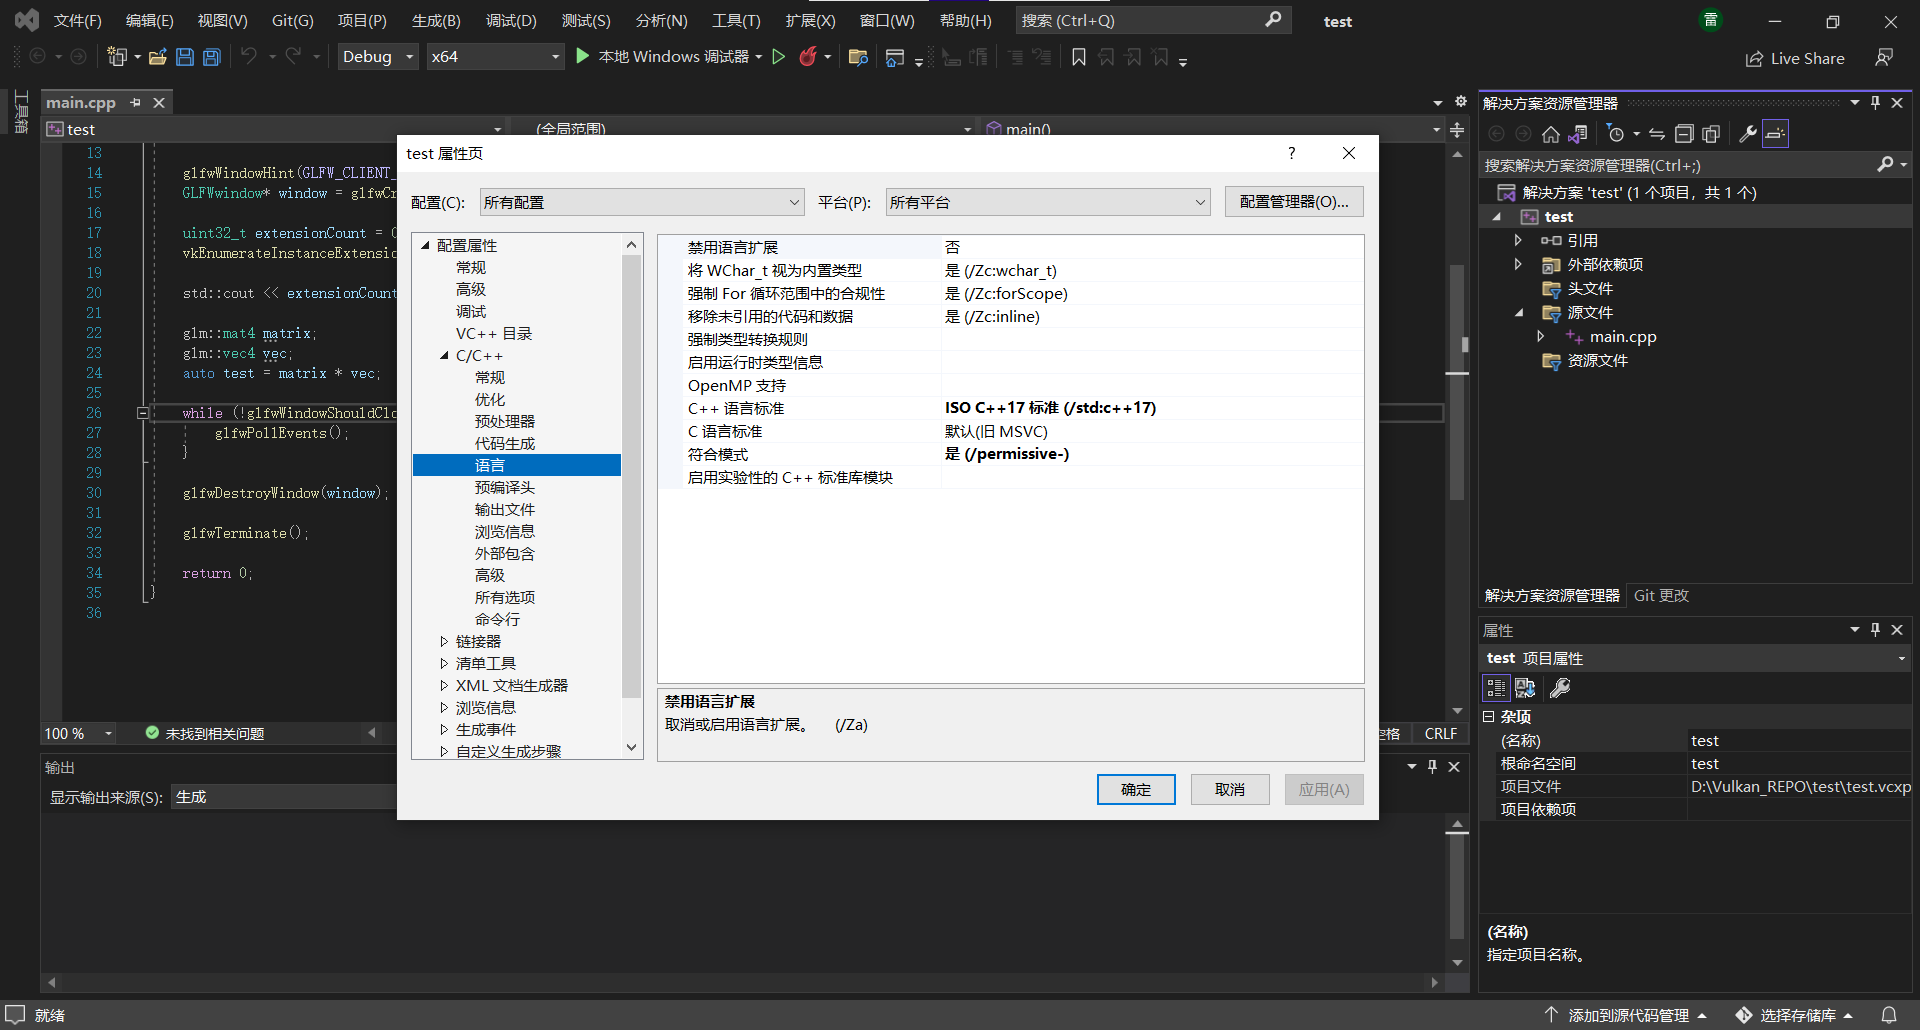 文件(F) 编辑(E) 视图(V) Git(G) 项目(P) 生成(B) 调试(D) 测试(S) 分析(N) 工具(T) 扩展(X) 窗口(W) 帮助(H) 搜索 (Ctrl+Q) test 雷
Debug x64 本地 Windows 调试器 Live Share
工具箱
main.cpp
test (全局范围) main()
13
14 glfwWindowHint(GLFW_CLIENT_
15 GLFWwindow* window = glfwCr
16
17 uint32_t extensionCount = 0
18 vkEnumerateInstanceExtensio
19
20 std::cout << extensionCount
21
22 glm::mat4 matrix;
23 glm::vec4 vec;
24 auto test = matrix * vec;
25
26 while (!glfwWindowShouldClo
27 glfwPollEvents();
28 }
29
30 glfwDestroyWindow(window);
31
32 glfwTerminate();
33
34 return 0;
35 }
36
100 % 未找到相关问题 空格 CRLF
输出
显示输出来源(S): 生成
test 属性页 ?
配置(C): 所有配置 平台(P): 所有平台 配置管理器(O)...
配置属性
常规
高级
调试
VC++ 目录
C/C++
常规
优化
预处理器
代码生成
语言
预编译头
输出文件
浏览信息
外部包含
高级
所有选项
命令行
链接器
清单工具
XML 文档生成器
浏览信息
生成事件
自定义生成步骤
禁用语言扩展 否
将 WChar_t 视为内置类型 是 (/Zc:wchar_t)
强制 For 循环范围中的合规性 是 (/Zc:forScope)
移除未引用的代码和数据 是 (/Zc:inline)
强制类型转换规则
启用运行时类型信息
OpenMP 支持
C++ 语言标准 ISO C++17 标准 (/std:c++17)
C 语言标准 默认(旧 MSVC)
符合模式 是 (/permissive-)
启用实验性的 C++ 标准库模块
禁用语言扩展
取消或启用语言扩展。 (/Za)
确定 取消 应用(A)
解决方案资源管理器
搜索解决方案资源管理器(Ctrl+;)
解决方案 'test' (1 个项目，共 1 个)
test
引用
外部依赖项
头文件
源文件
main.cpp
资源文件
解决方案资源管理器 Git 更改
属性
test 项目属性
杂项
(名称) test
根命名空间 test
项目文件 D:\Vulkan_REPO\test\test.vcxp
项目依赖项
(名称)
指定项目名称。
就绪 添加到源代码管理 选择存储库